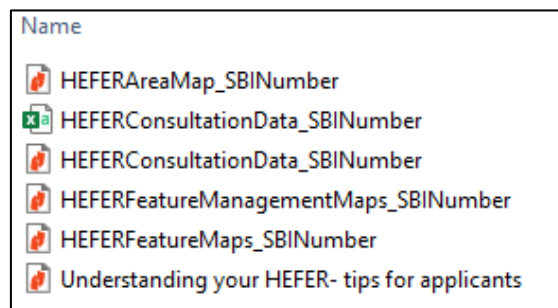 Name
HEFERAreaMap_SBINumber
HEFERConsultationData_SBINumber
HEFERConsultationData_SBINumber
HEFERFeatureManagementMaps_SBINumber
HEFERFeatureMaps_SBINumber
Understanding your HEFER- tips for applicants